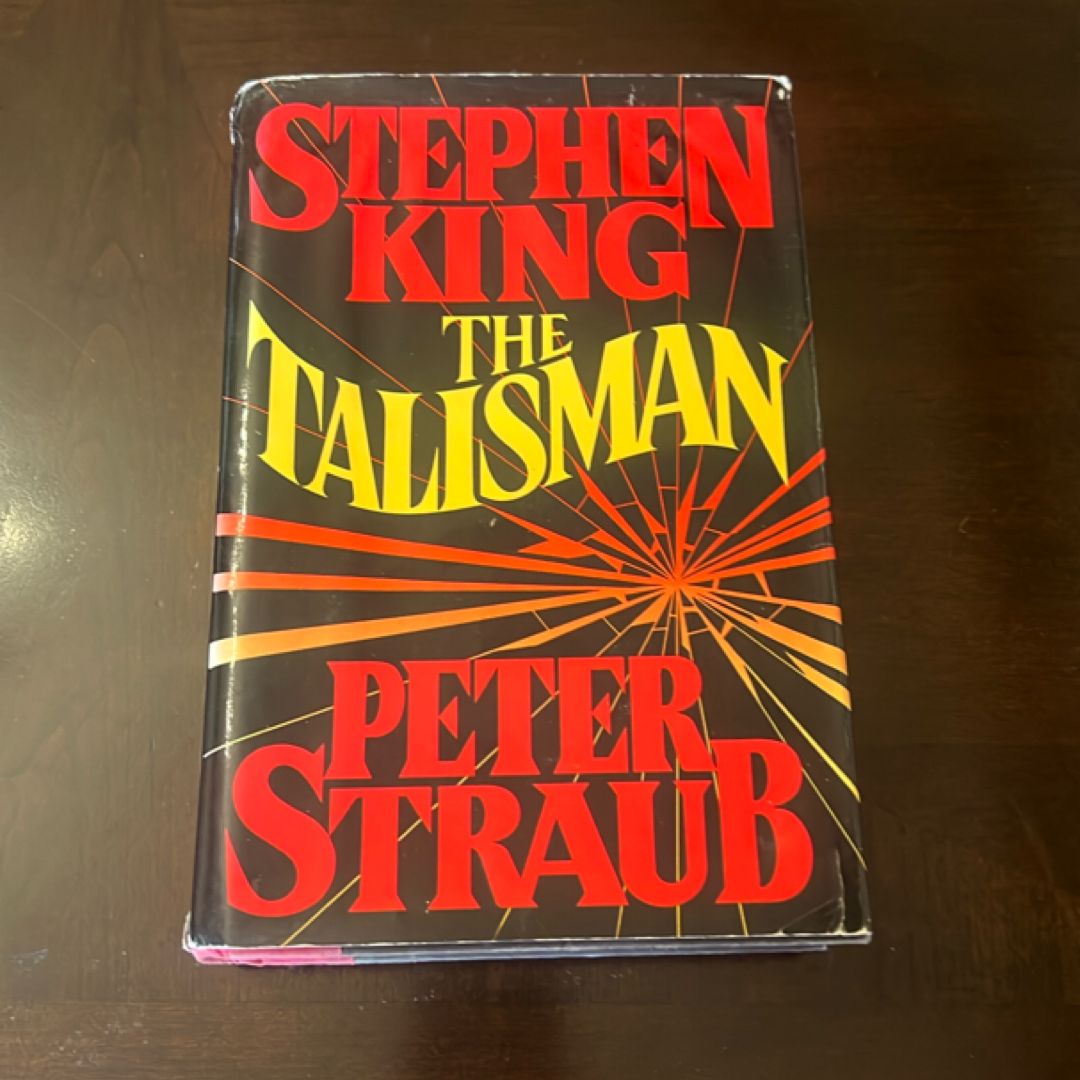 STEPHEN
KING
THE
TALISMAN
PETER
STRAUB